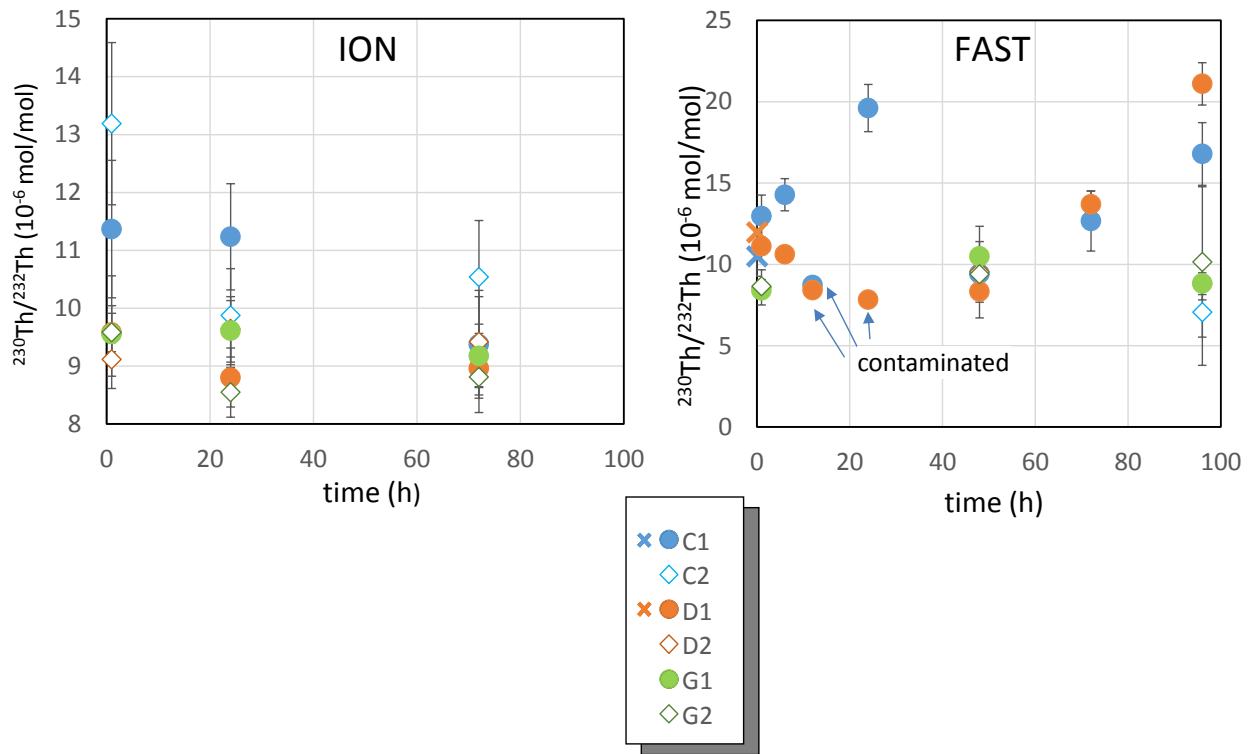 ION
²³⁰Th/²³²Th (10⁻⁶ mol/mol)
15
14
13
12
11
10
9
8
0
20
40
60
80
100
time (h)
FAST
²³⁰Th/²³²Th (10⁻⁶ mol/mol)
25
20
15
10
5
0
contaminated
0
20
40
60
80
100
time (h)
C1
C2
D1
D2
G1
G2